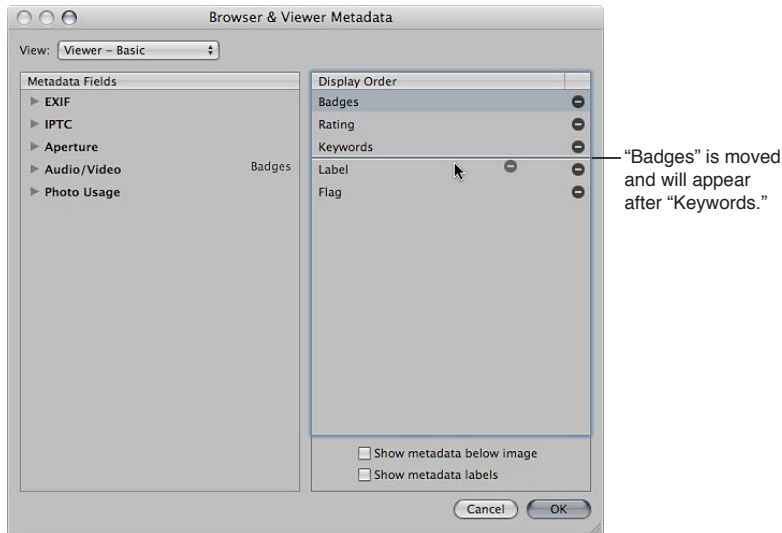 Browser & Viewer Metadata
View: Viewer – Basic
Metadata Fields
EXIF
IPTC
Aperture
Audio/Video
Badges
Photo Usage
Display Order
Badges
Rating
Keywords
Label
Flag
Show metadata below image
Show metadata labels
Cancel
OK
“Badges” is moved
and will appear
after “Keywords.”